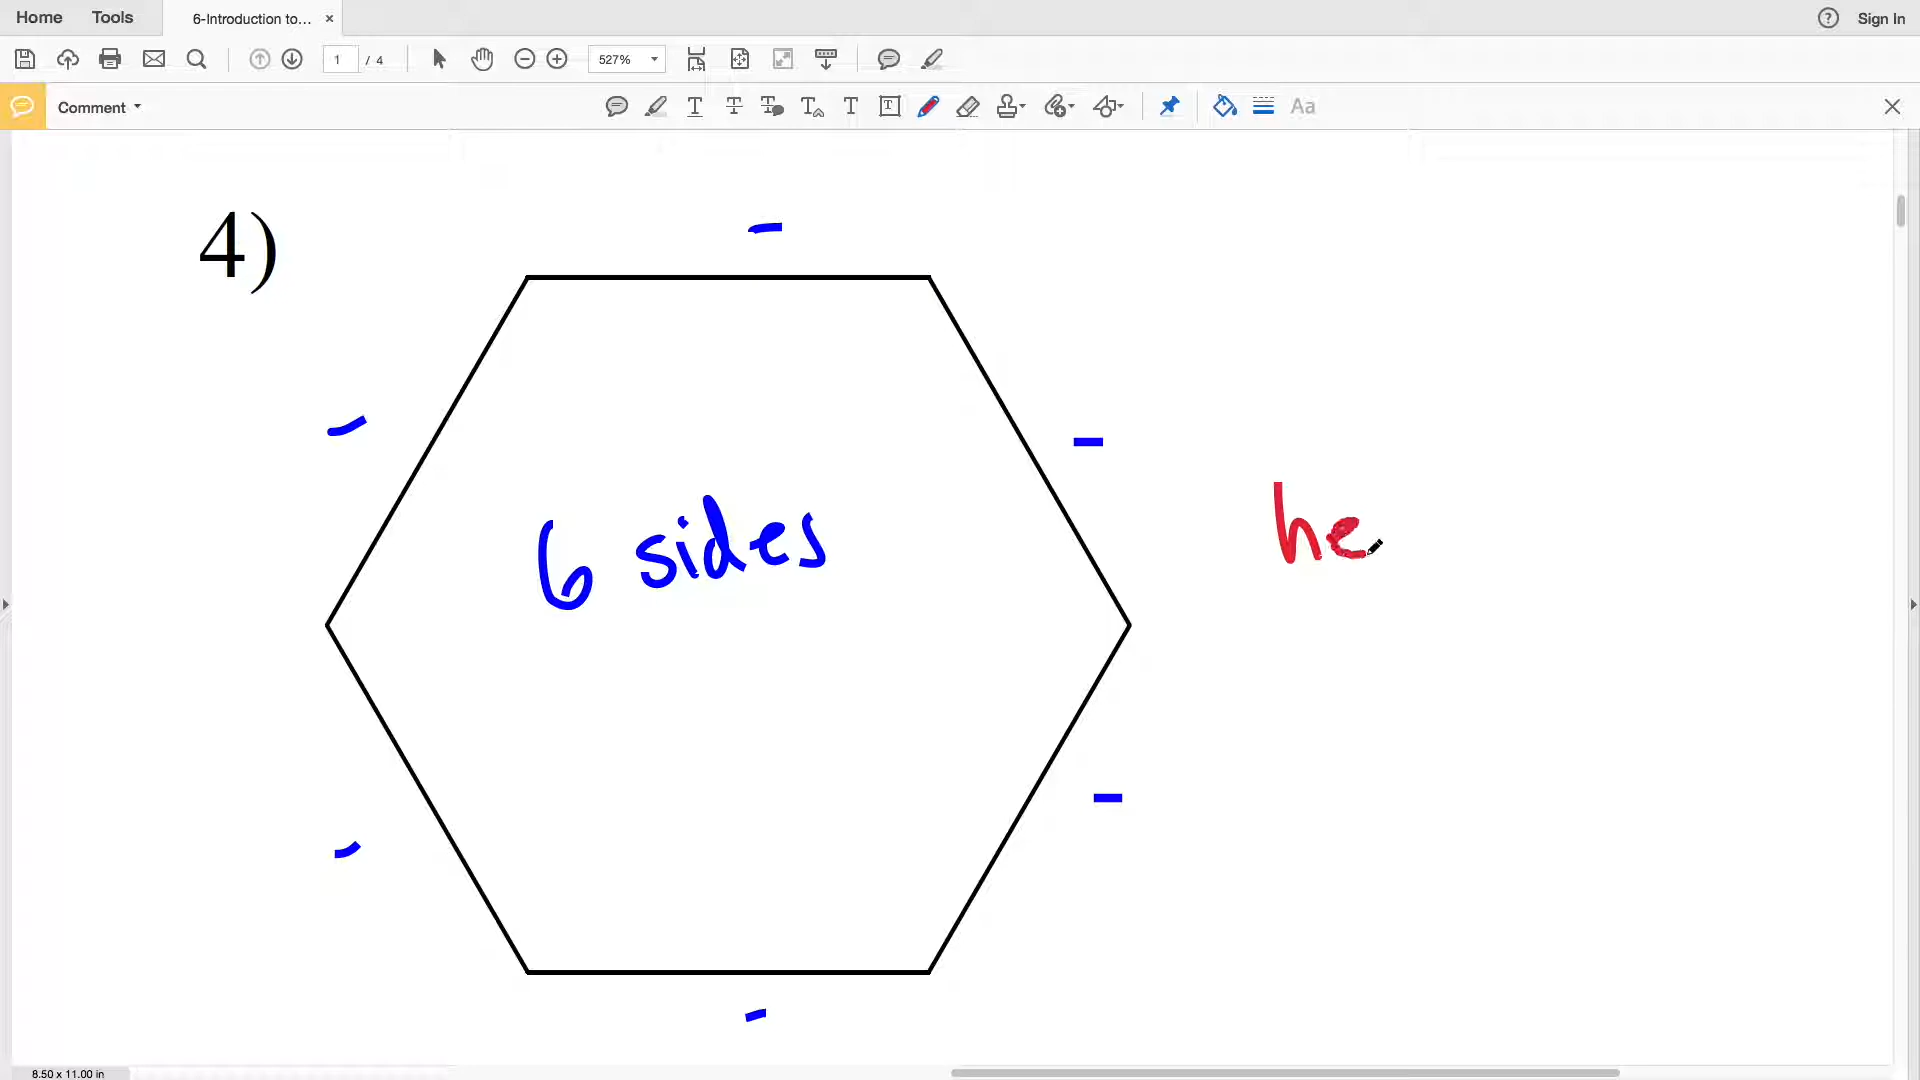 Home Tools 6-Introduction to... × ? Sign In
1 / 4 527%
Comment T T T T T T Aa
4)
6 sides
he
8.50 x 11.00 in